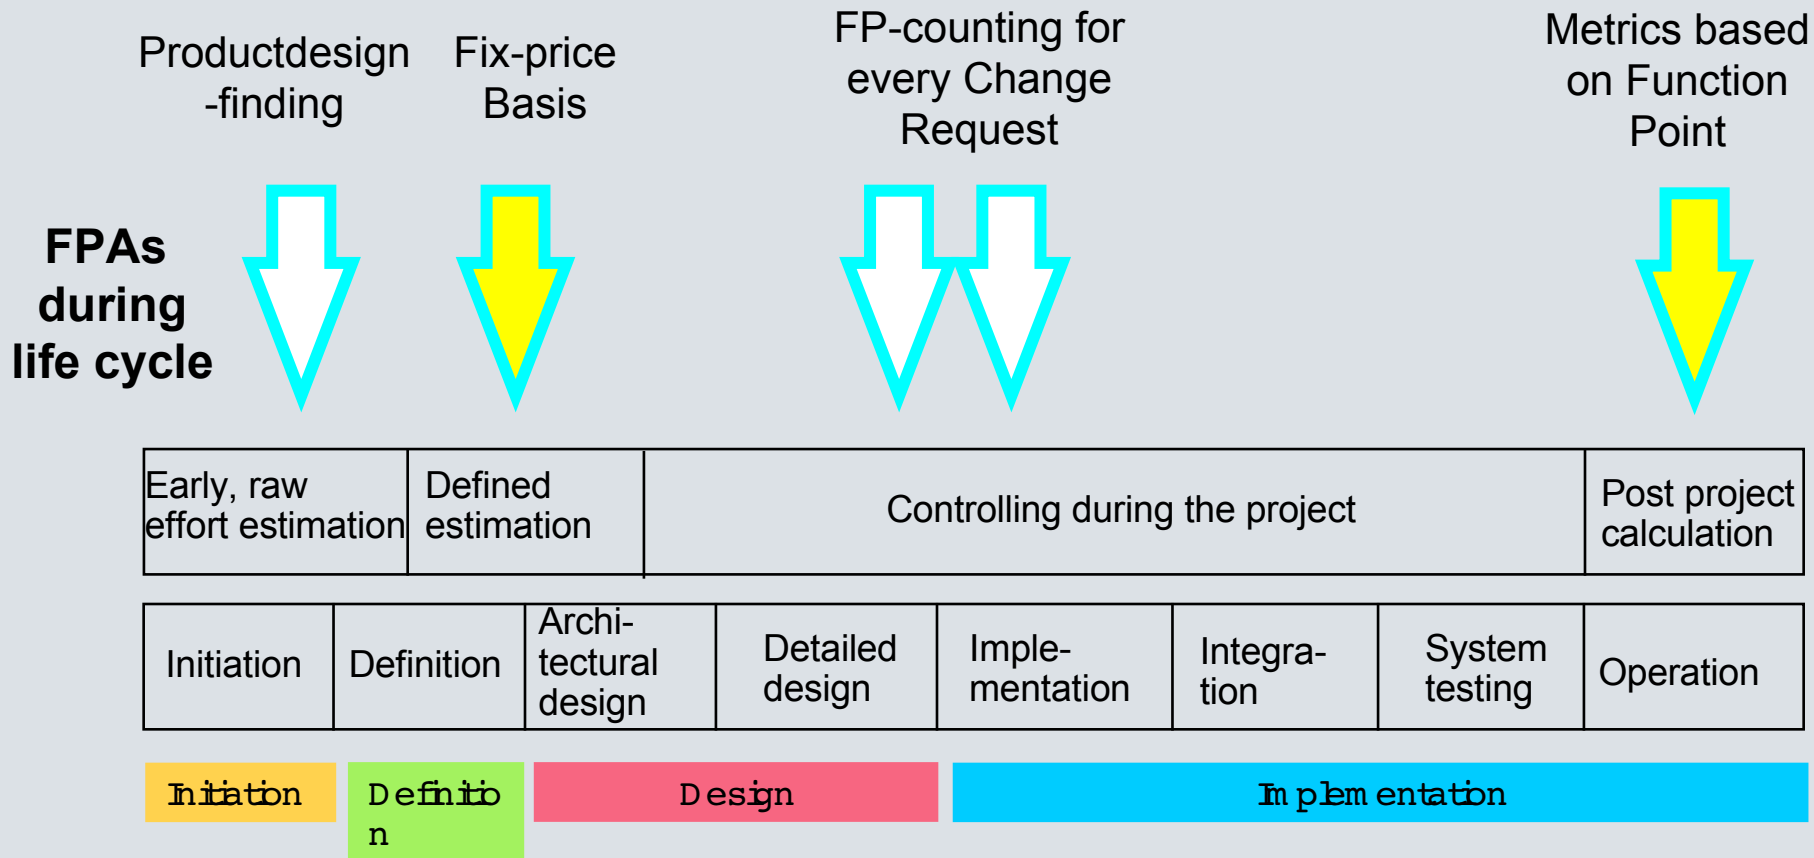 Productdesign
-finding
Fix-price
Basis
FP-counting for
every Change
Request
Metrics based
on Function
Point
FPAs
during
life cycle
Early, raw
effort estimation
Defined
estimation
Controlling during the project
Post project
calculation
Initiation
Definition
Archi-
tectural
design
Detailed
design
Imple-
mentation
Integra-
tion
System
testing
Operation
Initiation
Definitio
n
Design
Implementation